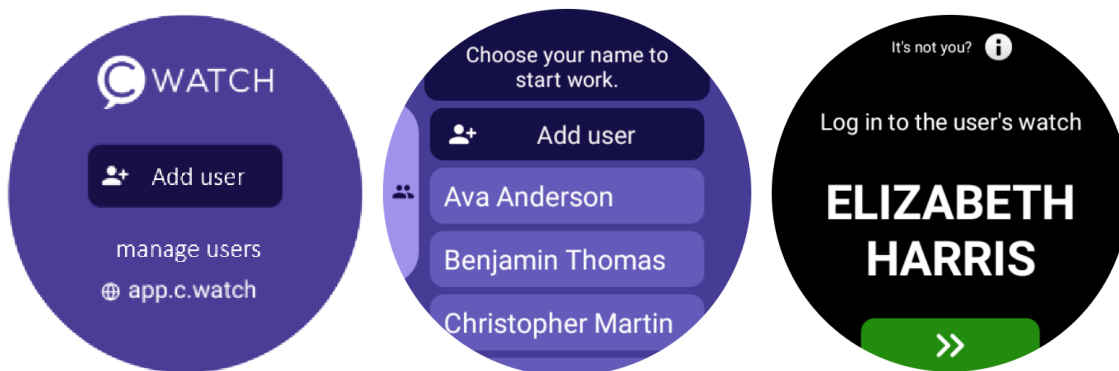 C WATCH
Add user
manage users
app.c.watch
Choose your name to
start work.
Add user
Ava Anderson
Benjamin Thomas
Christopher Martin
It's not you?
Log in to the user's watch
ELIZABETH
HARRIS